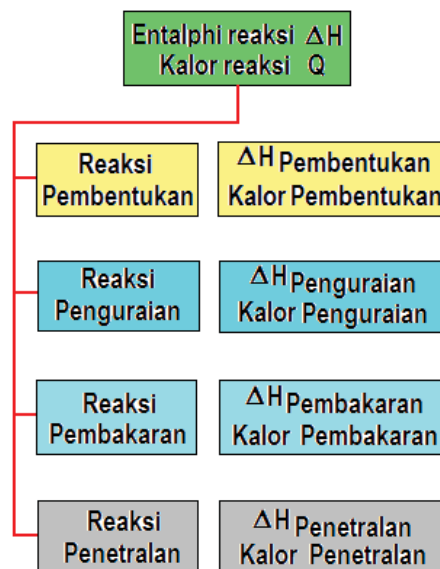 Entalphi reaksi ΔH
Kalor reaksi Q
Reaksi
Pembentukan
ΔH Pembentukan
Kalor Pembentukan
Reaksi
Penguraian
ΔH Penguraian
Kalor Penguraian
Reaksi
Pembakaran
ΔH Pembakaran
Kalor Pembakaran
Reaksi
Penetralan
ΔH Penetralan
Kalor Penetralan